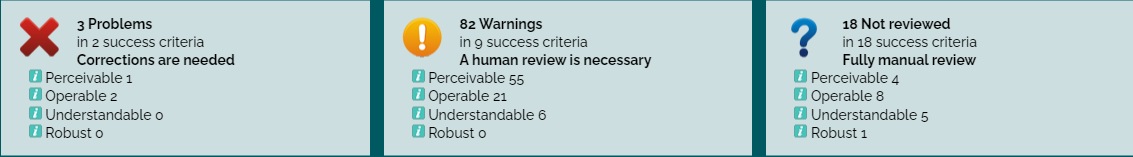 3 Problems
in 2 success criteria
Corrections are needed
i Perceivable 1
i Operable 2
i Understandable 0
i Robust 0
82 Warnings
in 9 success criteria
A human review is necessary
i Perceivable 55
i Operable 21
i Understandable 6
i Robust 0
18 Not reviewed
in 18 success criteria
Fully manual review
i Perceivable 4
i Operable 8
i Understandable 5
i Robust 1